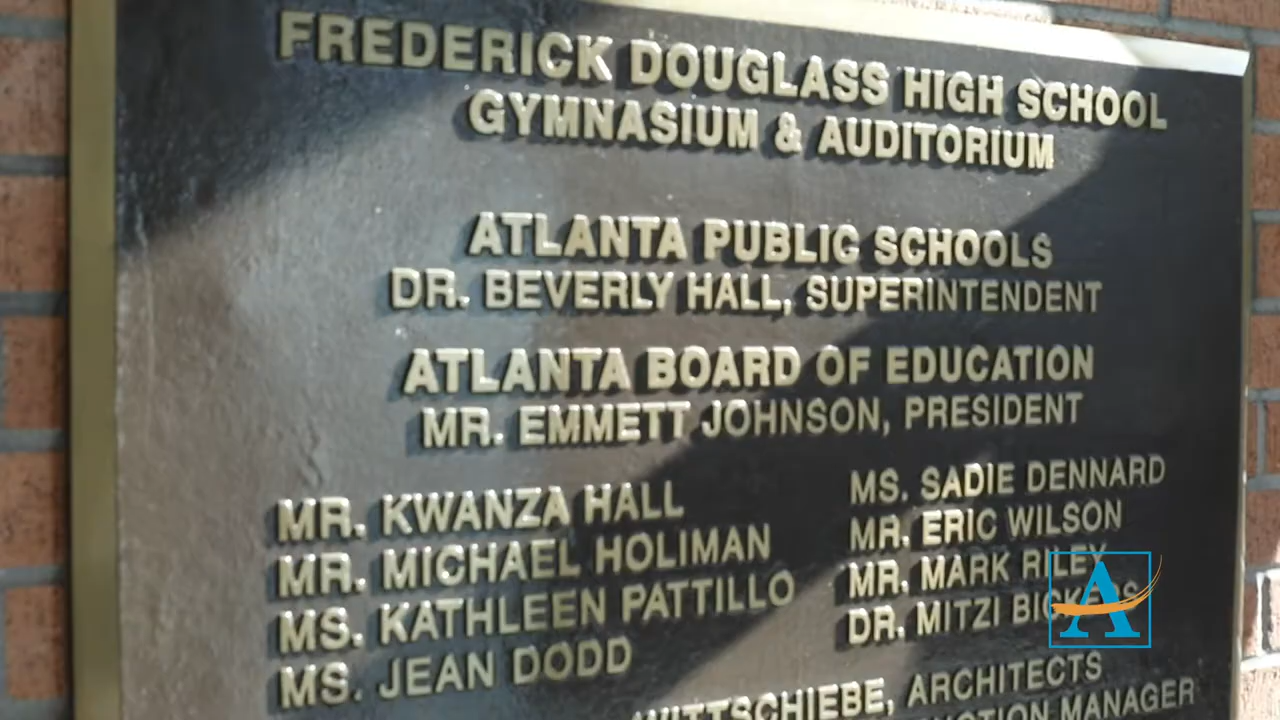 FREDERICK DOUGLASS HIGH SCHOOL
GYMNASIUM & AUDITORIUM
ATLANTA PUBLIC SCHOOLS
DR. BEVERLY HALL, SUPERINTENDENT
ATLANTA BOARD OF EDUCATION
MR. EMMETT JOHNSON, PRESIDENT
MR. KWANZA HALL
MR. MICHAEL HOLIMAN
MS. KATHLEEN PATTILLO
MS. JEAN DODD
MS. SADIE DENNARD
MR. ERIC WILSON
MR. MARK RILEY
DR. MITZI
A
WITTSCHIEBE, ARCHITECTS
MANAGER